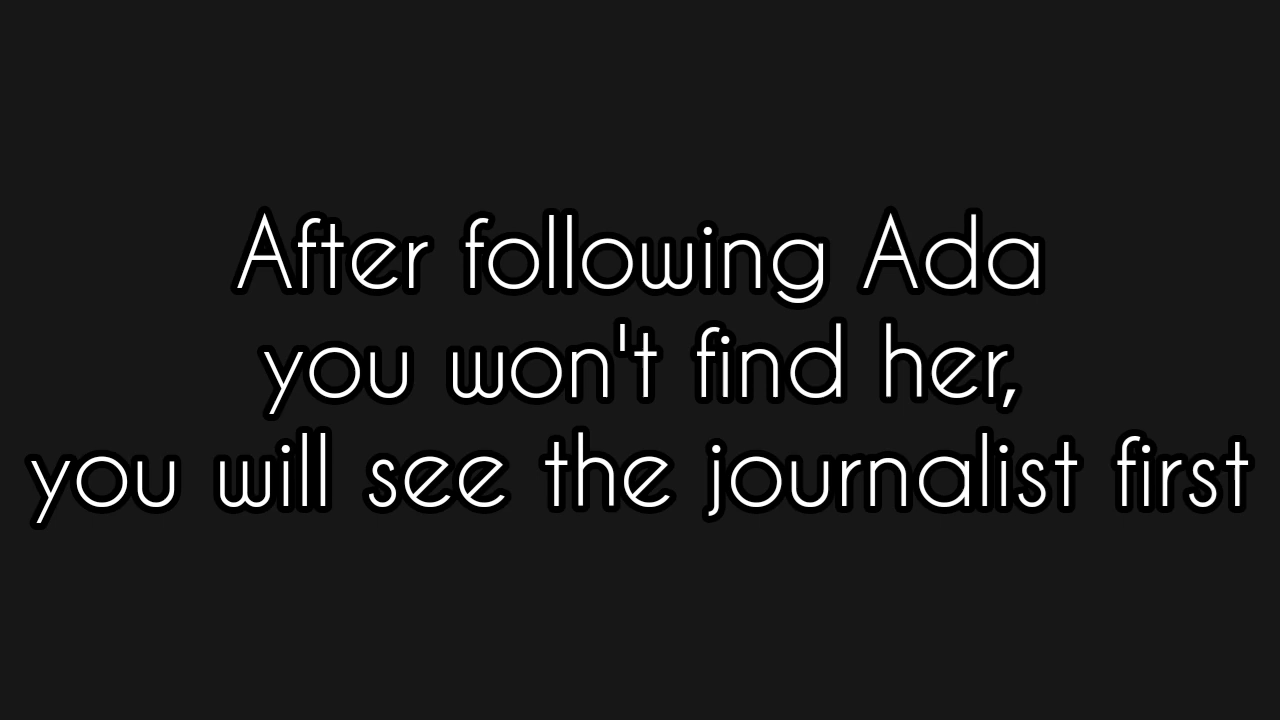 After following Ada
you won't find her,
you will see the journalist first